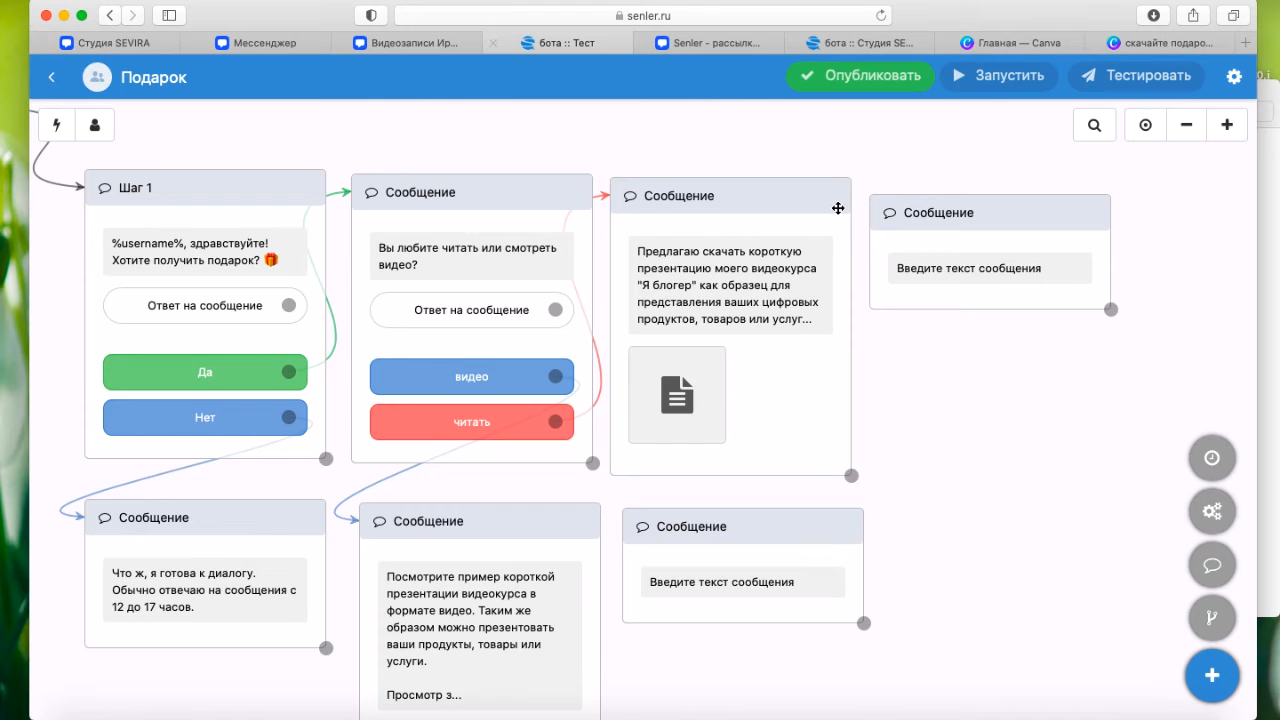 senler.ru
Студия SEVIRA
Мессенджер
Видеозаписи Ир...
бота :: Тест
Senler - рассылк...
бота :: Студия SE...
Главная — Canva
скачайте подаро...
Подарок
Опубликовать
Запустить
Тестировать
Шаг 1
%username%, здравствуйте!
Хотите получить подарок? 🎁
Ответ на сообщение
Да
Нет
Сообщение
Вы любите читать или смотреть
видео?
Ответ на сообщение
видео
читать
Сообщение
Предлагаю скачать короткую
презентацию моего видеокурса
"Я блогер" как образец для
представления ваших цифровых
продуктов, товаров или услуг...
Сообщение
Введите текст сообщения
Сообщение
Что ж, я готова к диалогу.
Обычно отвечаю на сообщения с
12 до 17 часов.
Сообщение
Посмотрите пример короткой
презентации видеокурса в
формате видео. Таким же
образом можно презентовать
ваши продукты, товары или
услуги.
Просмотр з...
Сообщение
Введите текст сообщения